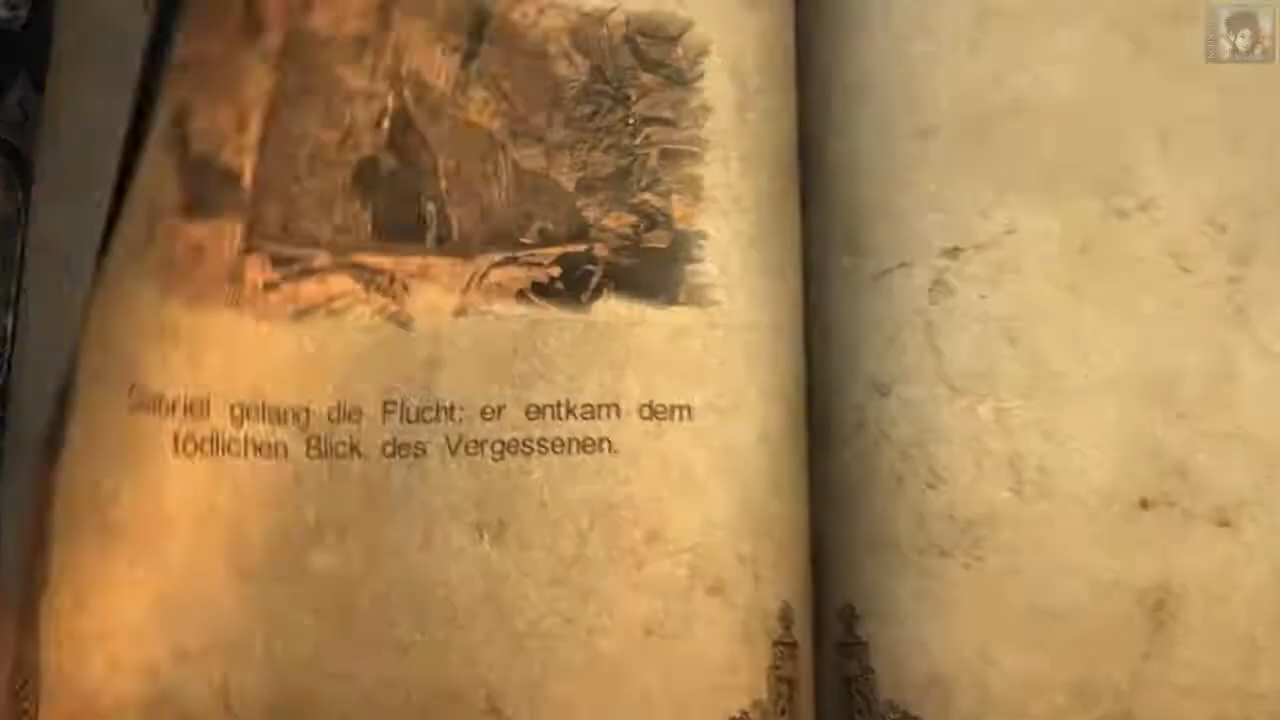 Gabriel gelang die Flucht: er entkam dem
tödlichen Blick des Vergessenen.